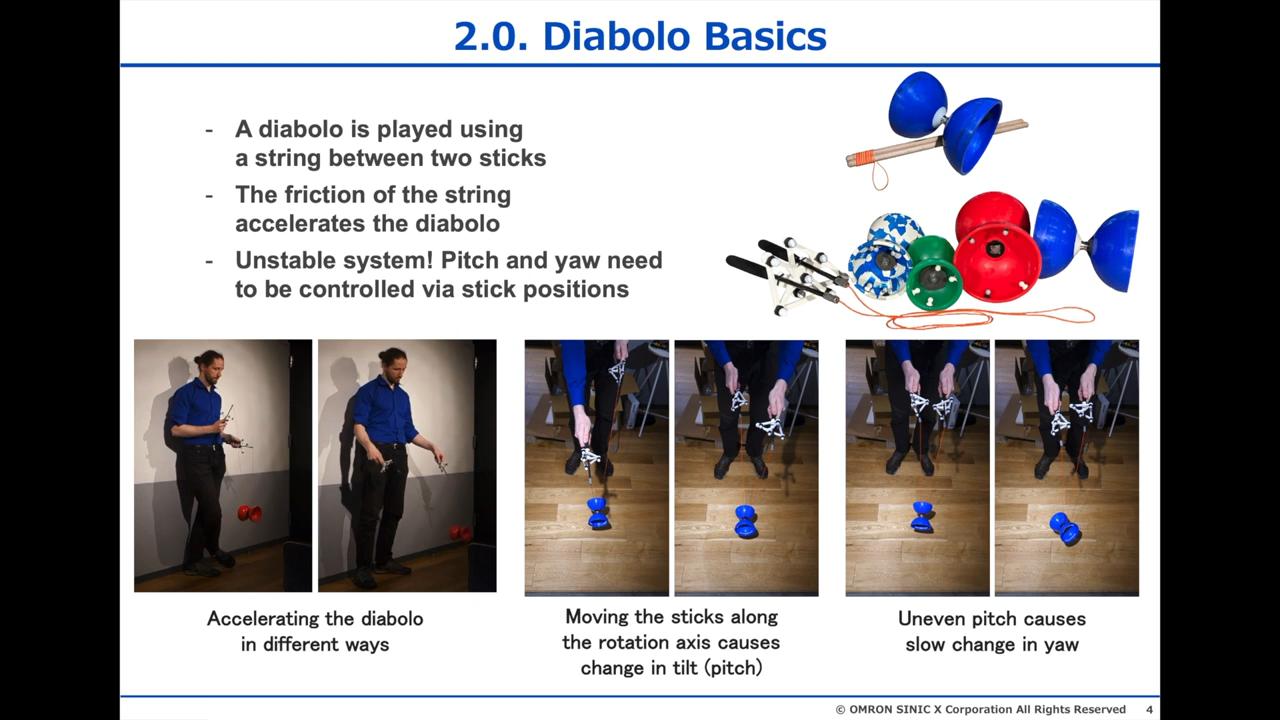 2.0. Diabolo Basics
- A diabolo is played using
a string between two sticks
- The friction of the string
accelerates the diabolo
- Unstable system! Pitch and yaw need
to be controlled via stick positions
Accelerating the diabolo
in different ways
Moving the sticks along
the rotation axis causes
change in tilt (pitch)
Uneven pitch causes
slow change in yaw
© OMRON SINIC X Corporation All Rights Reserved 4